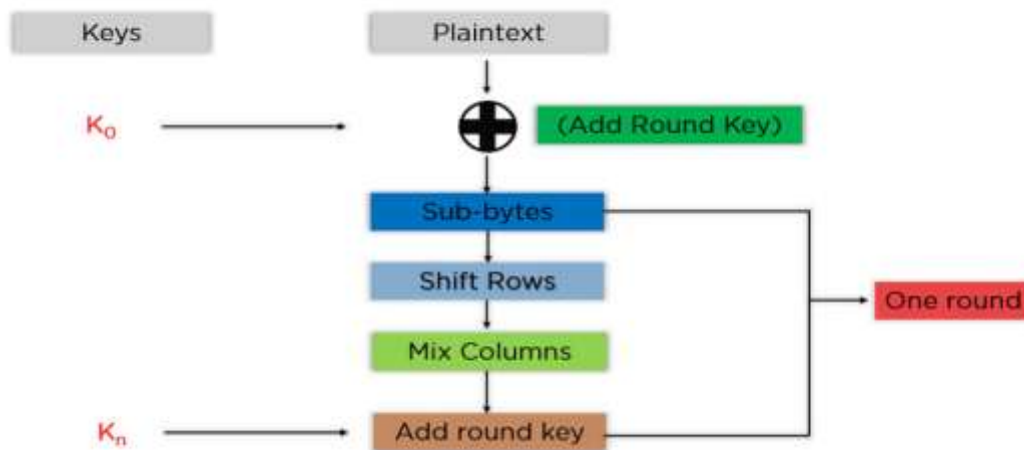 Keys
Plaintext
K₀
(Add Round Key)
Sub-bytes
Shift Rows
One round
Mix Columns
Kₙ
Add round key